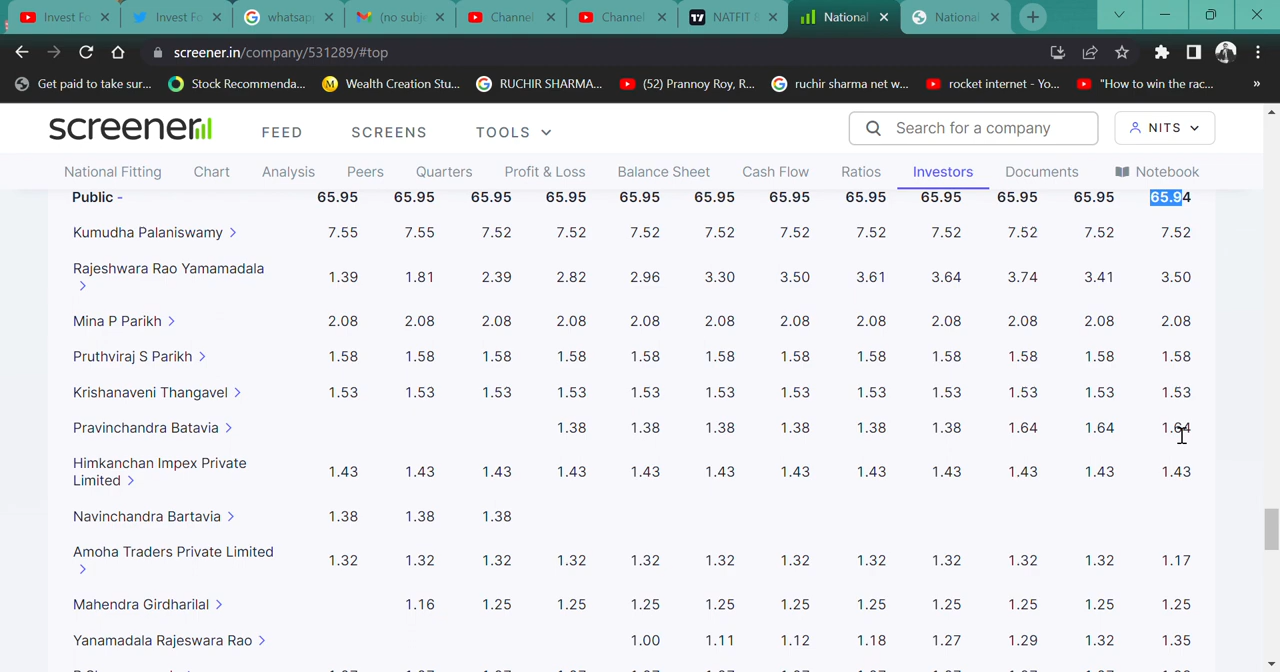 Invest Fo
Invest Fo
whatsap
(no subj
Channel
Channel
NATFIT
National
National
screener.in/company/531289/#top
Get paid to take sur...
Stock Recommenda...
Wealth Creation Stu...
RUCHIR SHARMA...
(52) Prannoy Roy, R...
ruchir sharma net w...
rocket internet - Yo...
"How to win the rac...
»
screener
FEED
SCREENS
TOOLS
Search for a company
NITS
National Fitting
Chart
Analysis
Peers
Quarters
Profit & Loss
Balance Sheet
Cash Flow
Ratios
Investors
Documents
Notebook
Public - 65.95 65.95 65.95 65.95 65.95 65.95 65.95 65.95 65.95 65.95 65.95 65.94
Kumudha Palaniswamy 7.55 7.55 7.52 7.52 7.52 7.52 7.52 7.52 7.52 7.52 7.52 7.52
Rajeshwara Rao Yamamadala 1.39 1.81 2.39 2.82 2.96 3.30 3.50 3.61 3.64 3.74 3.41 3.50
Mina P Parikh 2.08 2.08 2.08 2.08 2.08 2.08 2.08 2.08 2.08 2.08 2.08 2.08
Pruthviraj S Parikh 1.58 1.58 1.58 1.58 1.58 1.58 1.58 1.58 1.58 1.58 1.58 1.58
Krishanaveni Thangavel 1.53 1.53 1.53 1.53 1.53 1.53 1.53 1.53 1.53 1.53 1.53 1.53
Pravinchandra Batavia 1.38 1.38 1.38 1.38 1.38 1.38 1.64 1.64 1.64
Himkanchan Impex Private
Limited 1.43 1.43 1.43 1.43 1.43 1.43 1.43 1.43 1.43 1.43 1.43 1.43
Navinchandra Bartavia 1.38 1.38 1.38
Amoha Traders Private Limited 1.32 1.32 1.32 1.32 1.32 1.32 1.32 1.32 1.32 1.32 1.32 1.17
Mahendra Girdharilal 1.16 1.25 1.25 1.25 1.25 1.25 1.25 1.25 1.25 1.25 1.25
Yanamadala Rajeswara Rao 1.00 1.11 1.12 1.18 1.27 1.29 1.32 1.35